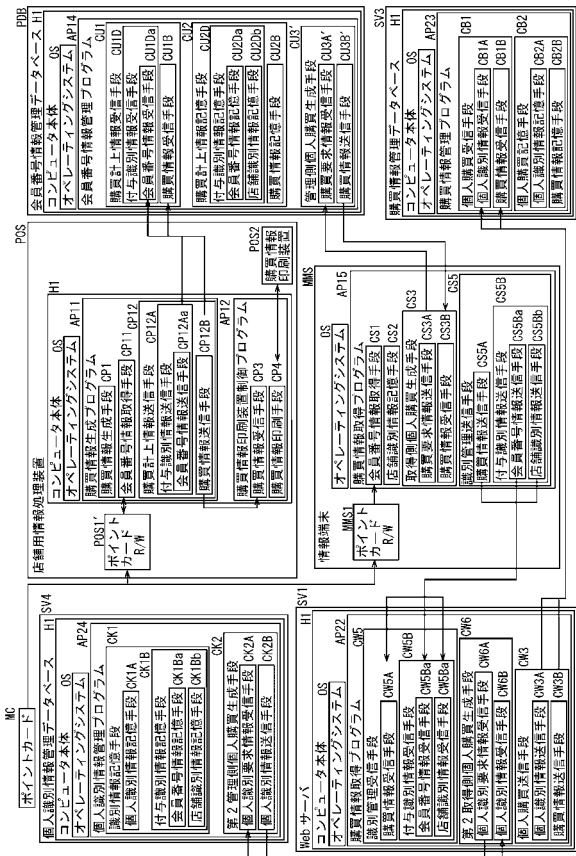 MC
ポイントカード
SV4
個人識別情報管理データベース
H1
コンピュータ本体
OS
オペレーティングシステム
AP24
個人識別情報管理プログラム
識別情報記憶手段
CK1
個人識別情報記憶手段
CK1A
付与識別情報記憶手段
CK1B
会員番号情報記憶手段
CK1Ba
店舗識別情報記憶手段
CK1Bb
第2管理側個人購買生成手段
CK2
個人識別要求情報受信手段
CK2A
個人識別情報送信手段
CK2B
Webサーバ
SV1
コンピュータ本体
H1
オペレーティングシステム
OS
購買情報取得プログラム
AP22
識別管理受信手段
CW5
購買情報受信手段
CW5A
付与識別情報受信手段
CW5B
会員番号情報受信手段
CW5Ba
店舗識別情報受信手段
CW5Ba
第2取得側個人購買生成手段
CW6
個人識別要求情報送信手段
CW6A
個人識別情報受信手段
CW6B
個人購買送信手段
CW3
個人識別情報送信手段
CW3A
購買情報送信手段
CW3B
店舗用情報処理装置
POS
POS1'
ポイント
カード
R/W
コンピュータ本体
H1
オペレーティングシステム
OS
購買情報生成プログラム
AP11
購買情報生成手段
CP1
会員番号情報取得手段
CP11
購買計上情報送信手段
CP12
付与識別情報送信手段
CP12A
会員番号情報送信手段
CP12Aa
購買情報送信手段
CP12B
購買情報印刷装置制御プログラム
AP12
購買情報受信手段
CP3
購買情報印刷手段
CP4
POS2
購買情報
印刷装置
情報端末
MMS
MMS1
ポイント
カード
R/W
オペレーティングシステム
OS
購買情報取得プログラム
AP15
会員番号情報取得手段
CS1
店舗識別情報記憶手段
CS2
取得側個人購買生成手段
CS3
購買要求情報送信手段
CS3A
購買情報受信手段
CS3B
識別管理送信手段
CS5
購買情報送信手段
CS5A
付与識別情報送信手段
CS5B
会員番号情報送信手段
CS5Ba
店舗識別情報送信手段
CS5Bb
PDB
会員番号情報管理データベース
H1
コンピュータ本体
OS
オペレーティングシステム
AP14
会員番号情報管理プログラム
購買計上情報受信手段
CU1
付与識別情報受信手段
CU1D
会員番号情報受信手段
CU1Da
購買情報受信手段
CU1B
購買計上情報記憶手段
CU2
付与識別情報記憶手段
CU2D
会員番号情報記憶手段
CU2Da
店舗識別情報記憶手段
CU2Db
購買情報記憶手段
CU2B
管理側個人購買生成手段
CU3'
購買要求情報受信手段
CU3A'
購買情報送信手段
CU3B'
SV3
購買情報管理データベース
H1
コンピュータ本体
OS
オペレーティングシステム
AP23
購買情報管理プログラム
個人購買受信手段
CB1
個人識別情報受信手段
CB1A
購買情報受信手段
CB1B
個人購買記憶手段
CB2
個人識別情報記憶手段
CB2A
購買情報記憶手段
CB2B